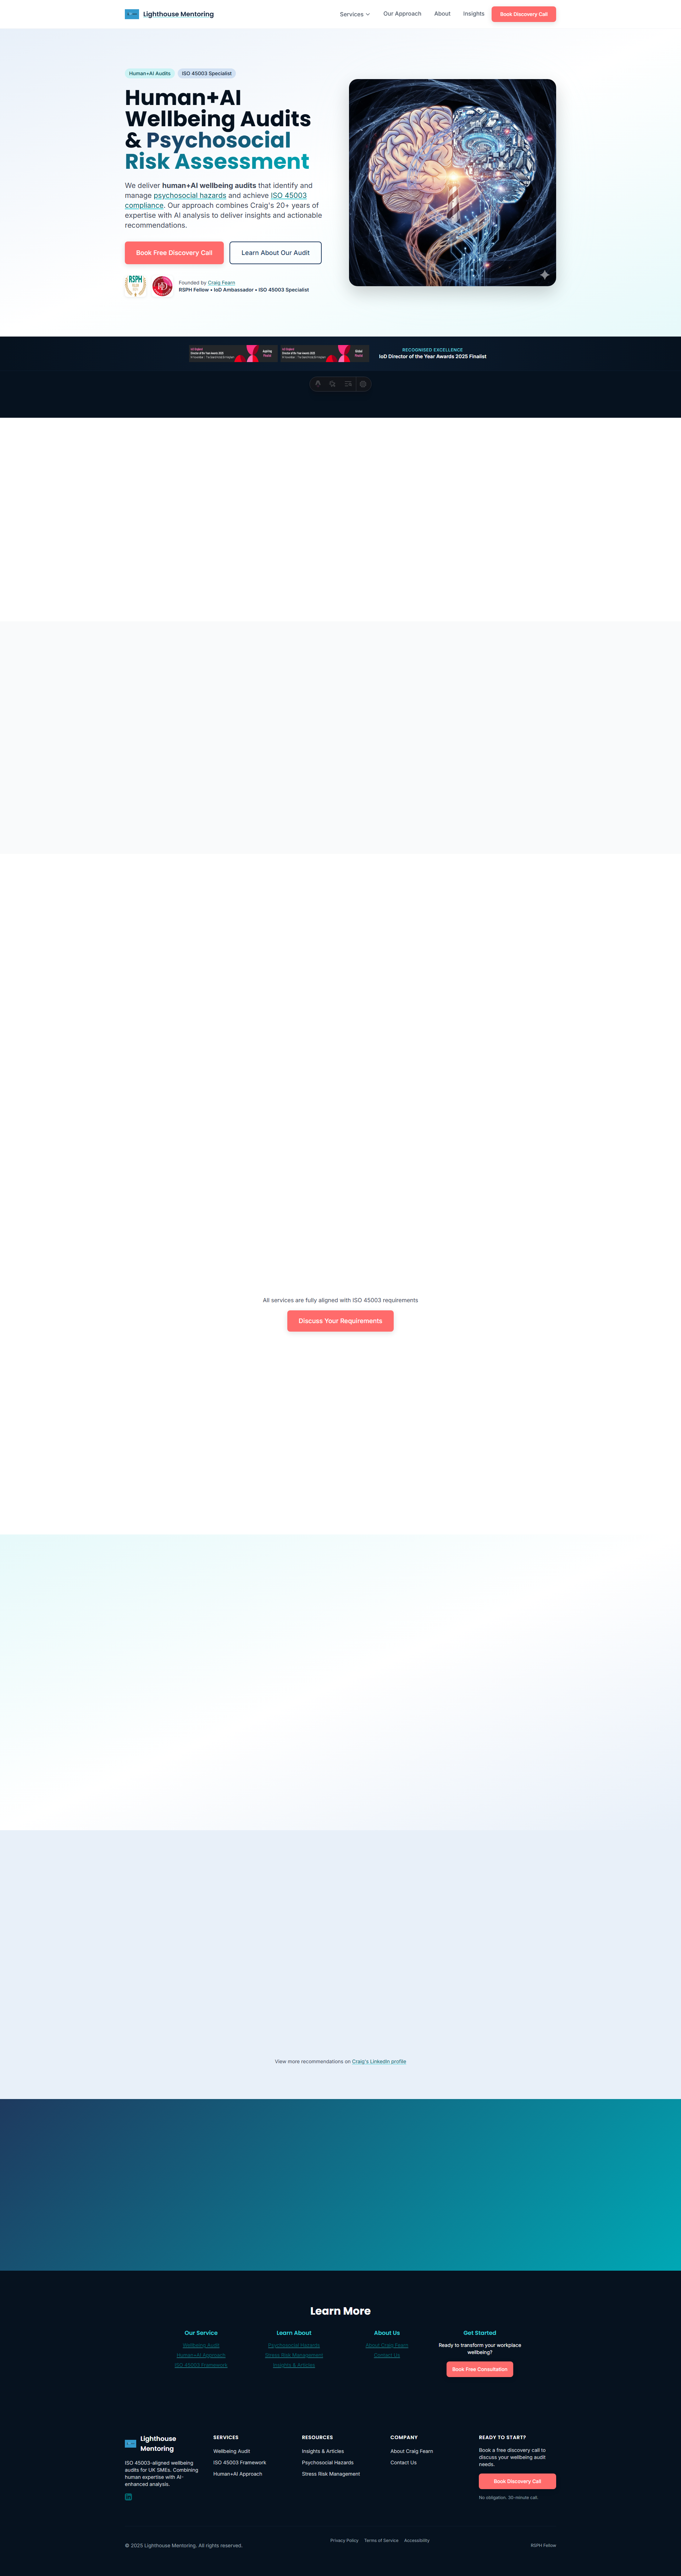 Lighthouse Mentoring
Services
Our Approach
About
Insights
Book Discovery Call
Human+AI Audits
ISO 45003 Specialist
Human+AI
Wellbeing Audits
& Psychosocial
Risk Assessment
We deliver human+AI wellbeing audits that identify and
manage psychosocial hazards and achieve ISO 45003
compliance. Our approach combines Craig's 20+ years of
expertise with AI analysis to deliver insights and actionable
recommendations.
Book Free Discovery Call
Learn About Our Audit
RSPH
Founded by Craig Fearn
RSPH Fellow • IoD Ambassador • ISO 45003 Specialist
RECOGNISED EXCELLENCE
IoD Director of the Year Awards 2025 Finalist
All services are fully aligned with ISO 45003 requirements
Discuss Your Requirements
View more recommendations on Craig's LinkedIn profile
Learn More
Our Service
Wellbeing Audit
Human+AI Approach
ISO 45003 Framework
Learn About
Psychosocial Hazards
Stress Risk Management
Insights & Articles
About Us
About Craig Fearn
Contact Us
Get Started
Ready to transform your workplace
wellbeing?
Book Free Consultation
Lighthouse
Mentoring
ISO 45003-aligned wellbeing
audits for UK SMEs. Combining
human expertise with AI-
enhanced analysis.
SERVICES
Wellbeing Audit
ISO 45003 Framework
Human+AI Approach
RESOURCES
Insights & Articles
Psychosocial Hazards
Stress Risk Management
COMPANY
About Craig Fearn
Contact Us
READY TO START?
Book a free discovery call to
discuss your wellbeing audit
needs.
Book Discovery Call
No obligation. 30-minute call.
© 2025 Lighthouse Mentoring. All rights reserved.
Privacy Policy
Terms of Service
Accessibility
RSPH Fellow